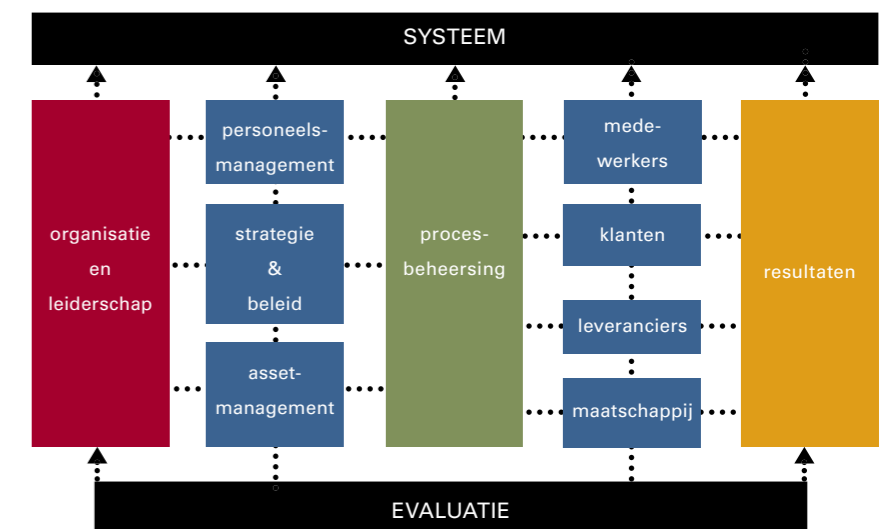 SYSTEEM
organisatie
en
leiderschap
personeels-
management
strategie
&
beleid
asset-
management
proces-
beheersing
mede-
werkers
klanten
leveranciers
maatschappij
resultaten
EVALUATIE